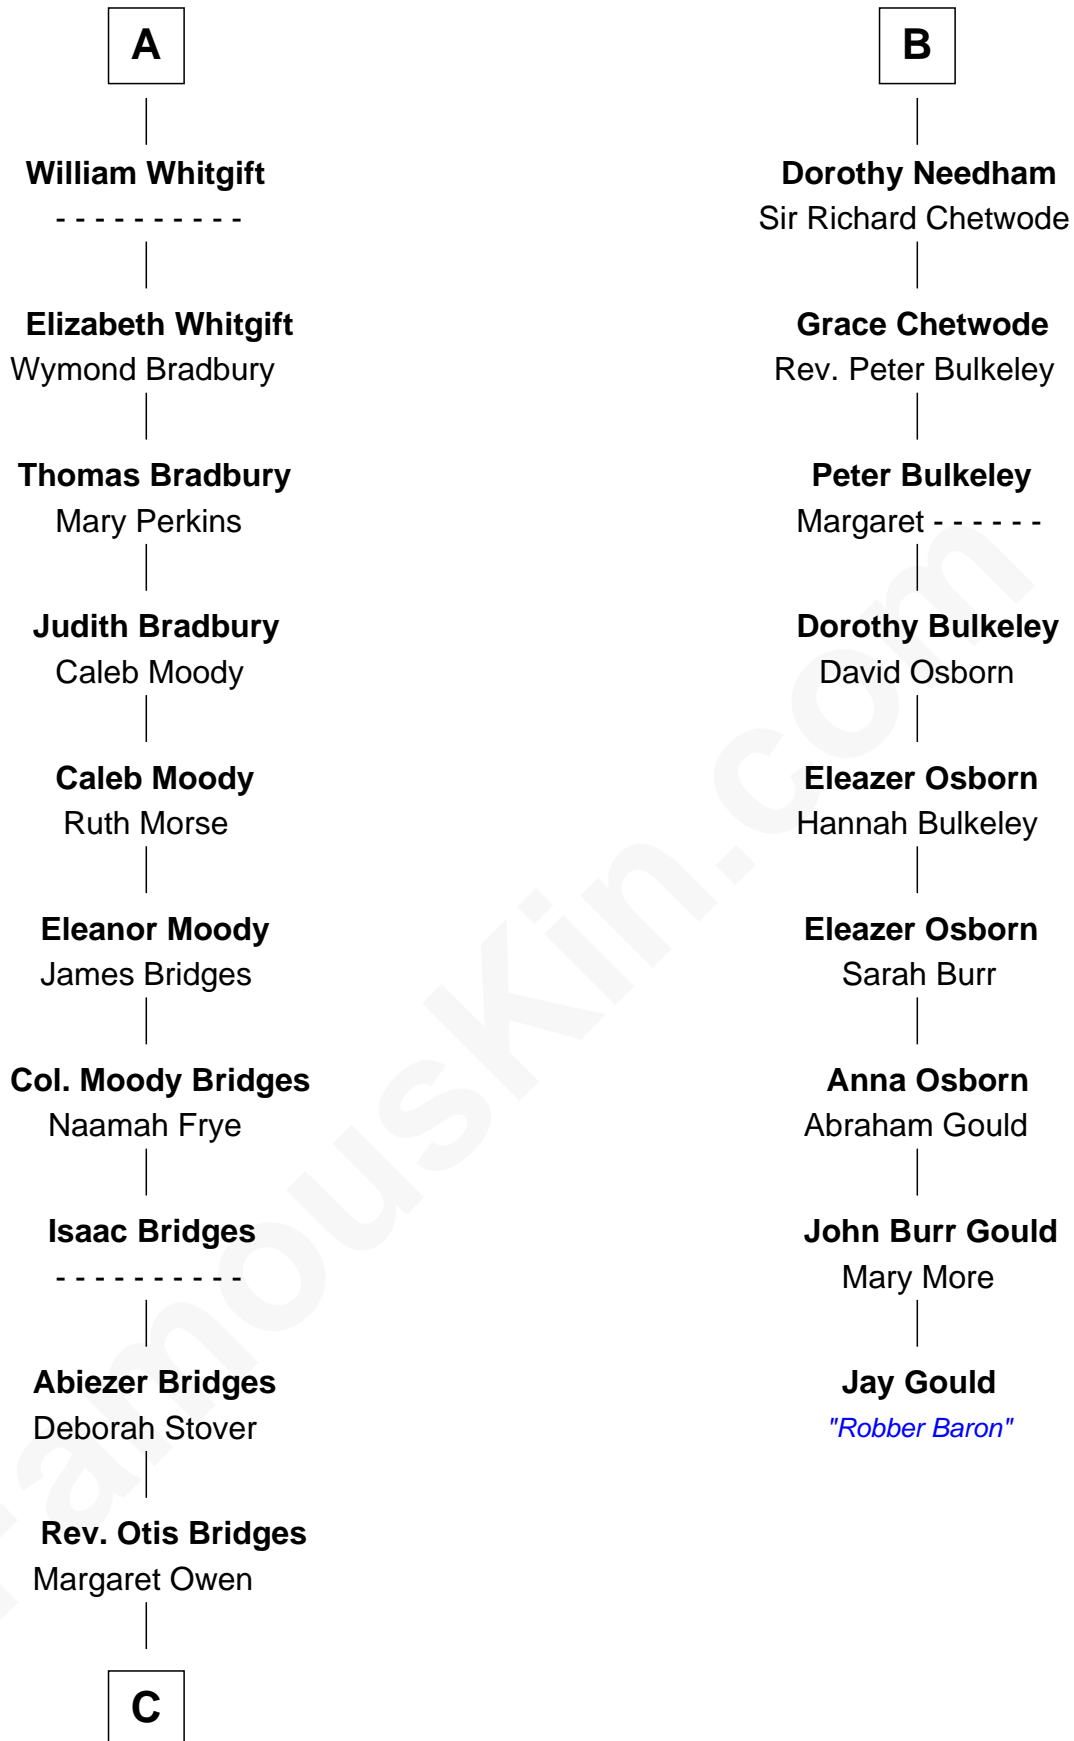 A
William Whitgift
- - - - - - - - - -
Elizabeth Whitgift
Wymond Bradbury
Thomas Bradbury
Mary Perkins
Judith Bradbury
Caleb Moody
Caleb Moody
Ruth Morse
Eleanor Moody
James Bridges
Col. Moody Bridges
Naamah Frye
Isaac Bridges
- - - - - - - - - -
Abiezer Bridges
Deborah Stover
Rev. Otis Bridges
Margaret Owen
C
B
Dorothy Needham
Sir Richard Chetwode
Grace Chetwode
Rev. Peter Bulkeley
Peter Bulkeley
Margaret - - - - - -
Dorothy Bulkeley
David Osborn
Eleazer Osborn
Hannah Bulkeley
Eleazer Osborn
Sarah Burr
Anna Osborn
Abraham Gould
John Burr Gould
Mary More
Jay Gould
"Robber Baron"
FamousKin.com